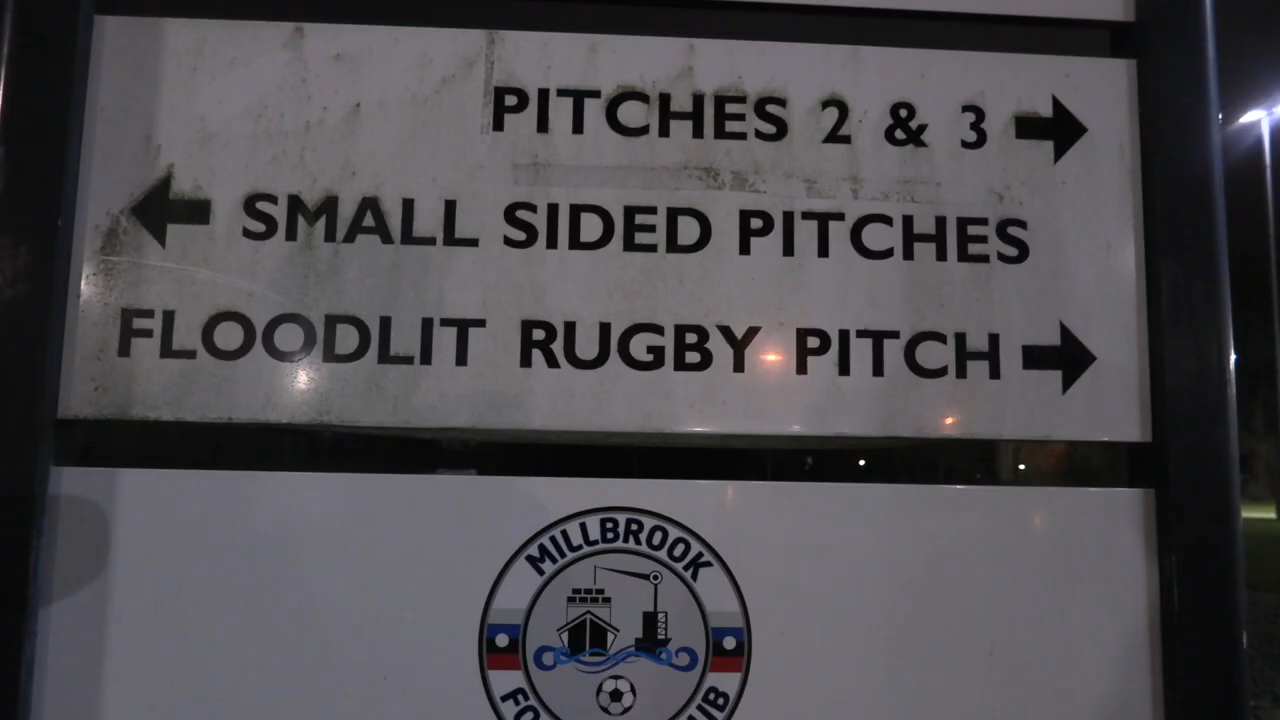 PITCHES 2 & 3 →
← SMALL SIDED PITCHES
FLOODLIT RUGBY PITCH →
MILLBROOK